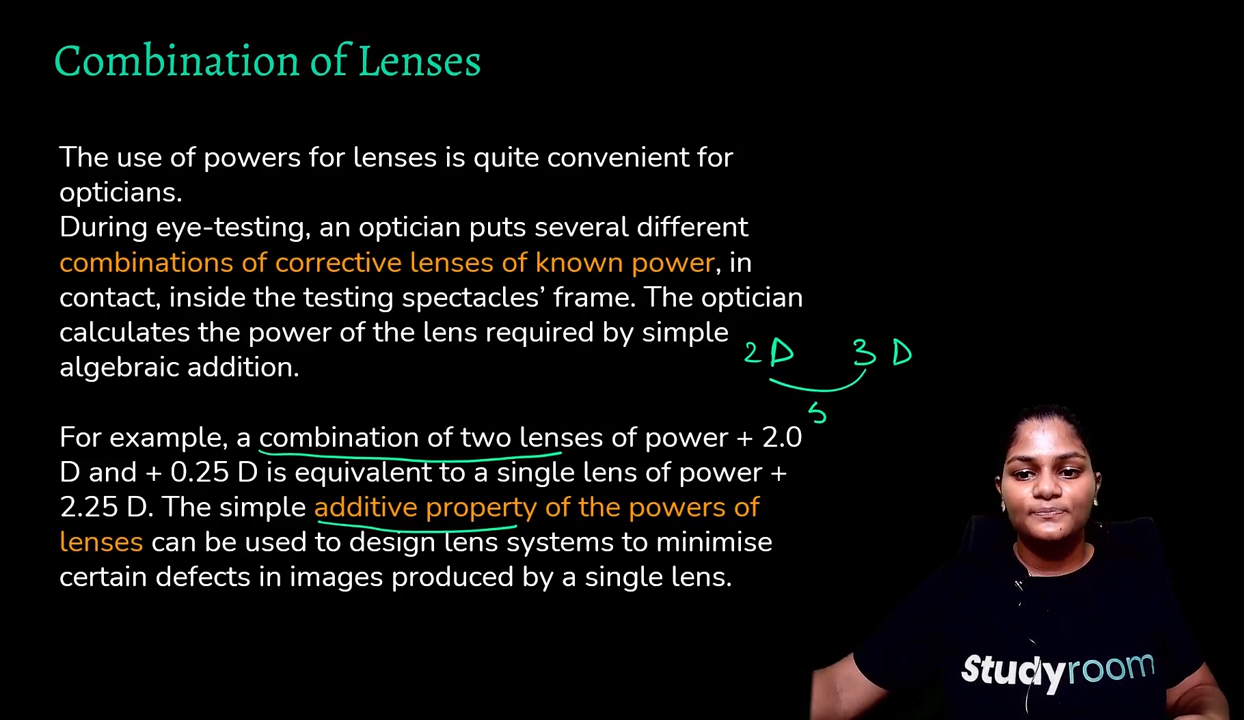 Combination of Lenses
The use of powers for lenses is quite convenient for
opticians.
During eye-testing, an optician puts several different
combinations of corrective lenses of known power, in
contact, inside the testing spectacles’ frame. The optician
calculates the power of the lens required by simple
algebraic addition.
2 D 3 D
5
For example, a combination of two lenses of power + 2.0
D and + 0.25 D is equivalent to a single lens of power +
2.25 D. The simple additive property of the powers of
lenses can be used to design lens systems to minimise
certain defects in images produced by a single lens.
Studyroom